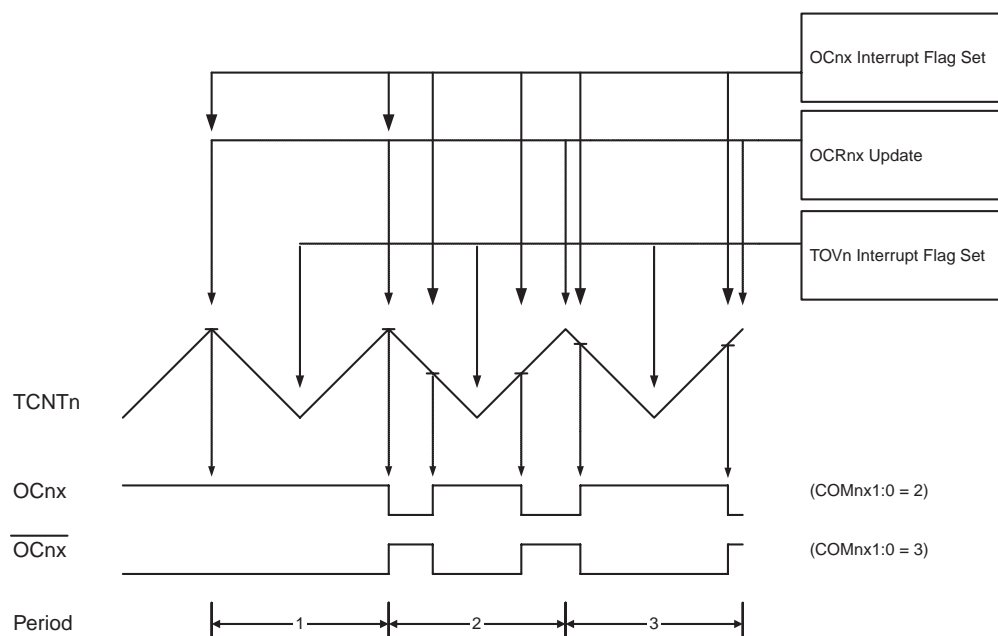 OCnx Interrupt Flag Set
OCRnx Update
TOVn Interrupt Flag Set
TCNTn
OCnx
(COMnx1:0 = 2)
OCnx
(COMnx1:0 = 3)
Period
1
2
3